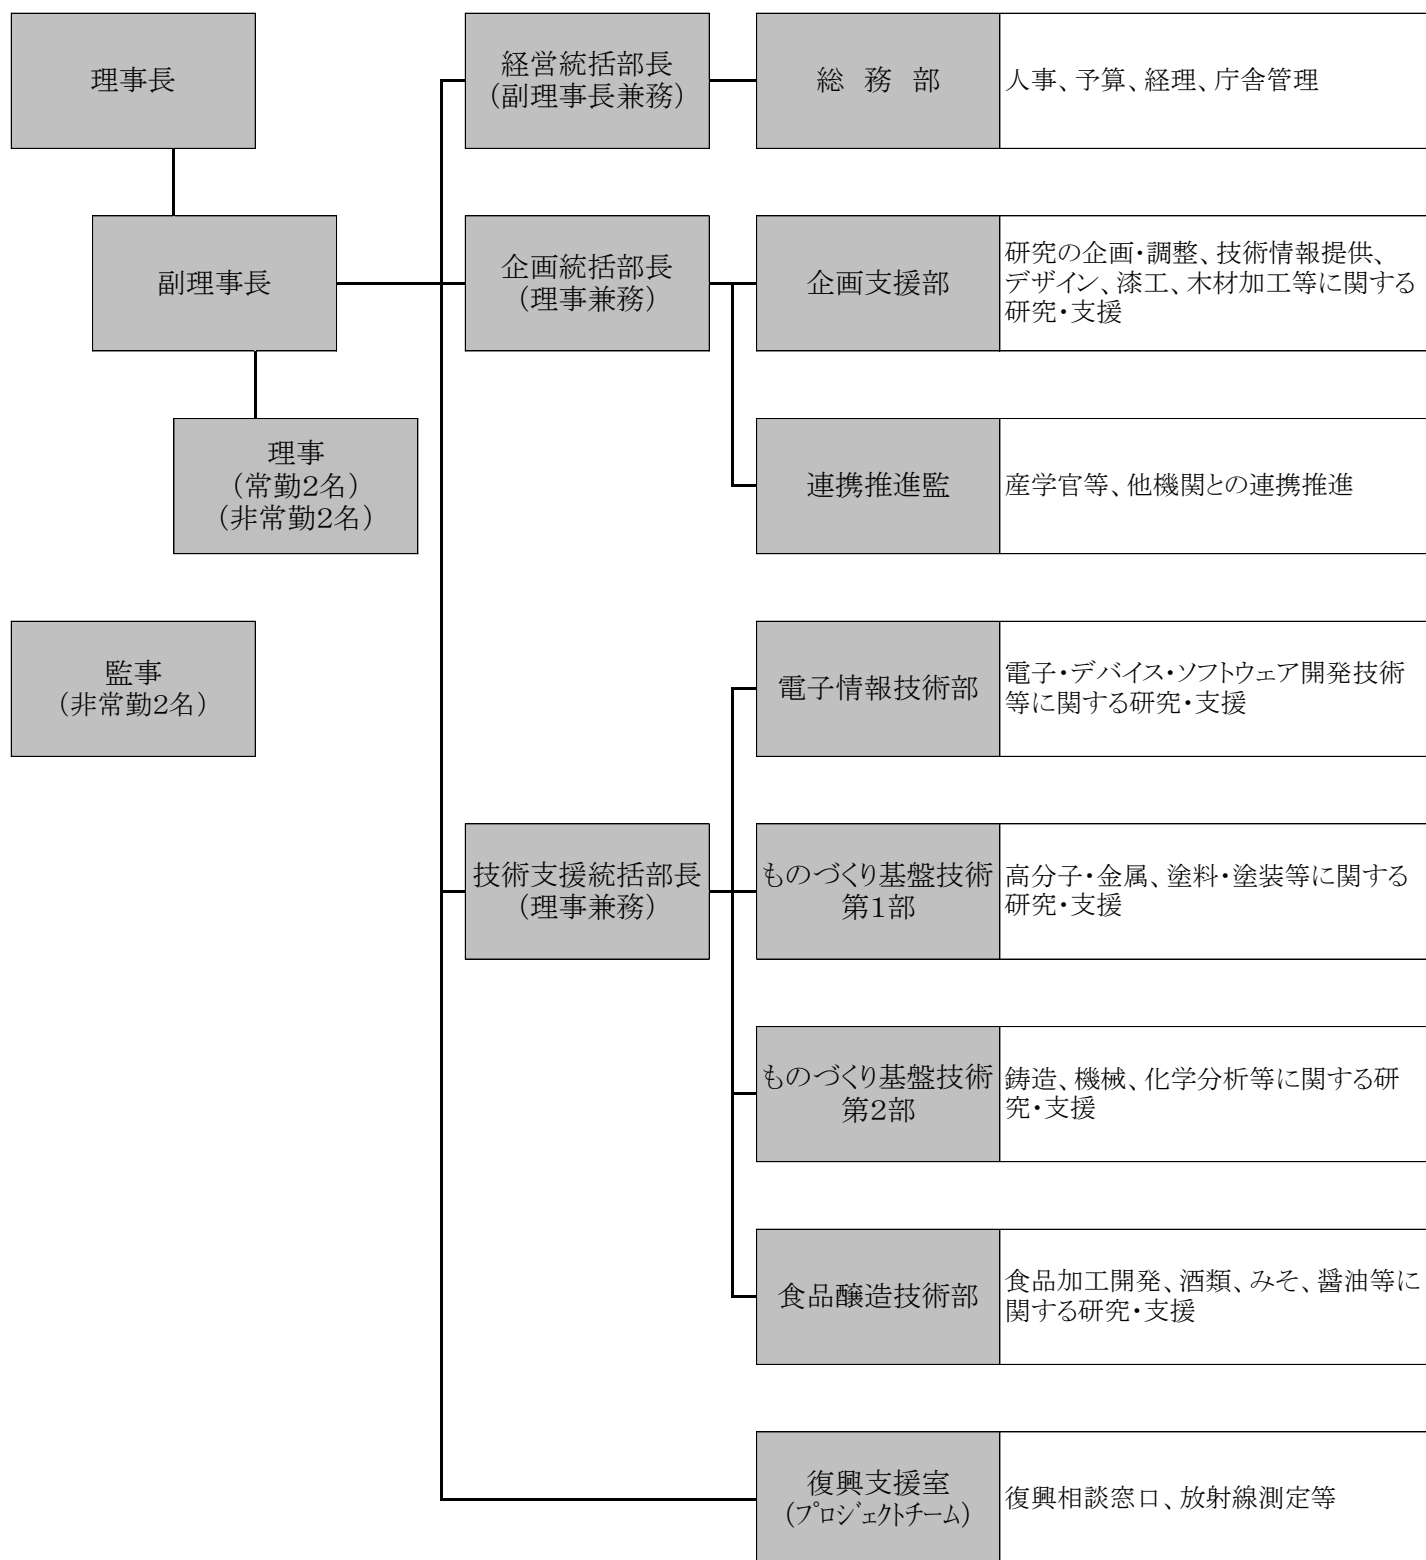 理事長
経営統括部長
(副理事長兼務)
総 務 部
人事、予算、経理、庁舎管理
副理事長
企画統括部長
(理事兼務)
企画支援部
研究の企画・調整、技術情報提供、
デザイン、漆工、木材加工等に関する
研究・支援
理事
(常勤2名)
(非常勤2名)
連携推進監
産学官等、他機関との連携推進
監事
(非常勤2名)
電子情報技術部
電子・デバイス・ソフトウェア開発技術
等に関する研究・支援
技術支援統括部長
(理事兼務)
ものづくり基盤技術
第1部
高分子・金属、塗料・塗装等に関する
研究・支援
ものづくり基盤技術
第2部
鋳造、機械、化学分析等に関する研
究・支援
食品醸造技術部
食品加工開発、酒類、みそ、醤油等に
関する研究・支援
復興支援室
(プロジェクトチーム)
復興相談窓口、放射線測定等